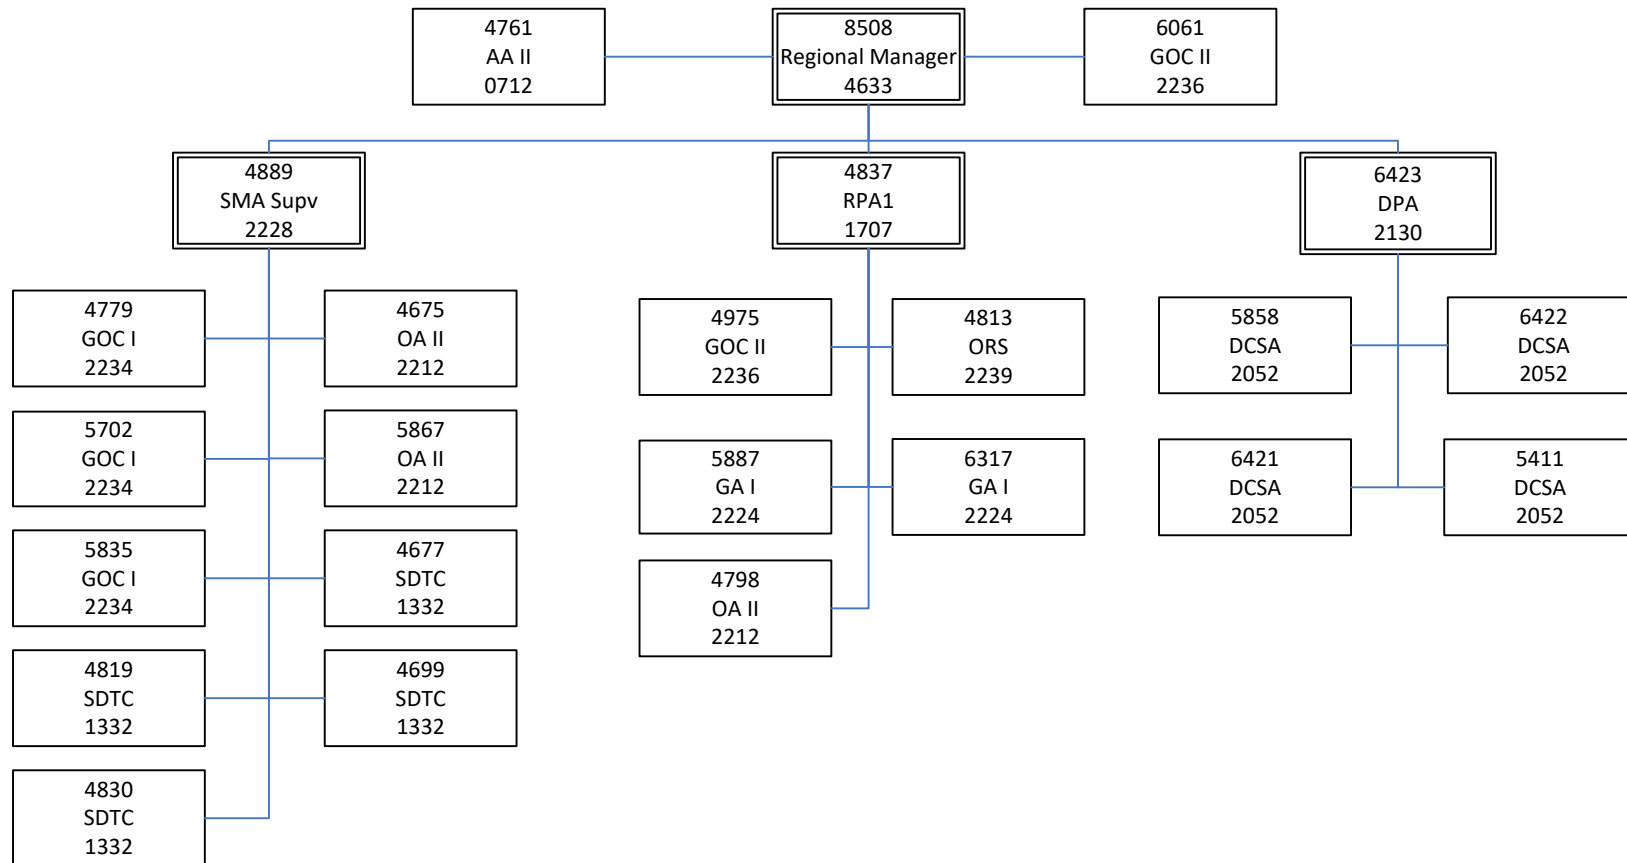 4761
AA II
0712
8508
Regional Manager
4633
6061
GOC II
2236
4889
SMA Supv
2228
4837
RPA1
1707
6423
DPA
2130
4779
GOC I
2234
4675
OA II
2212
4975
GOC II
2236
4813
ORS
2239
5858
DCSA
2052
6422
DCSA
2052
5702
GOC I
2234
5867
OA II
2212
5887
GA I
2224
6317
GA I
2224
6421
DCSA
2052
5411
DCSA
2052
5835
GOC I
2234
4677
SDTC
1332
4798
OA II
2212
4819
SDTC
1332
4699
SDTC
1332
4830
SDTC
1332